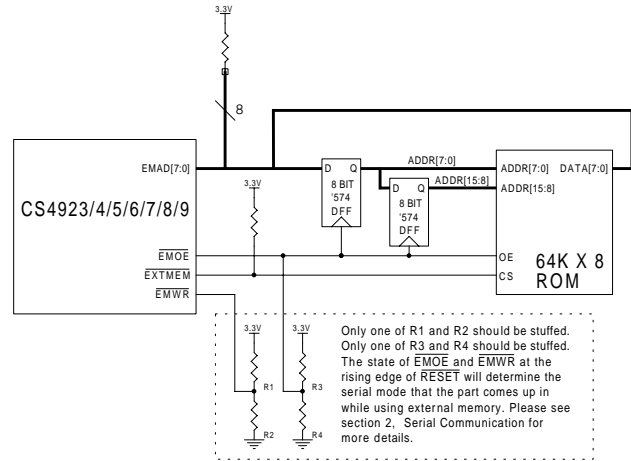 3.3V
8
EMAD[7:0]
CS4923/4/5/6/7/8/9
3.3V
EMOE
EXTMEM
EMWR
D Q
8 BIT
'574
DFF
ADDR[7:0]
ADDR[15:8]
D Q
8 BIT
'574
DFF
ADDR[7:0] DATA[7:0]
ADDR[15:8]
OE
CS
64K X 8
ROM
3.3V 3.3V
R1 R3
R2 R4
Only one of R1 and R2 should be stuffed.
Only one of R3 and R4 should be stuffed.
The state of EMOE and EMWR at the
rising edge of RESET will determine the
serial mode that the part comes up in
while using external memory. Please see
section 2, Serial Communication for
more details.